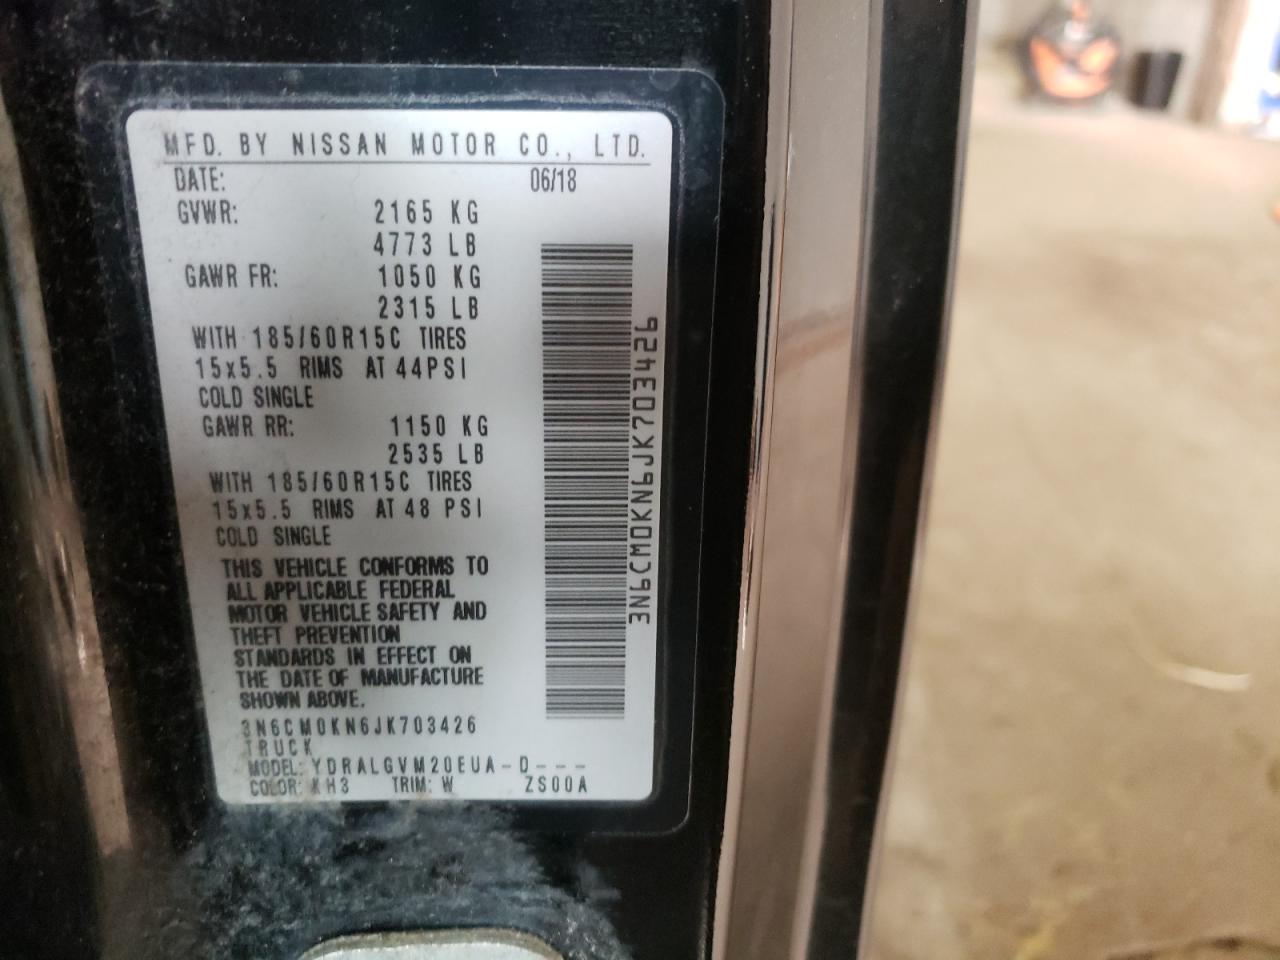 MFD. BY NISSAN MOTOR CO., LTD.
DATE: 06/18
GVWR: 2165 KG
4773 LB
GAWR FR: 1050 KG
2315 LB
WITH 185/60R15C TIRES
15x5.5 RIMS AT 44PSI
COLD SINGLE
GAWR RR: 1150 KG
2535 LB
WITH 185/60R15C TIRES
15x5.5 RIMS AT 48 PSI
COLD SINGLE
THIS VEHICLE CONFORMS TO
ALL APPLICABLE FEDERAL
MOTOR VEHICLE SAFETY AND
THEFT PREVENTION
STANDARDS IN EFFECT ON
THE DATE OF MANUFACTURE
SHOWN ABOVE.
3N6CM0KN6JK703426
TRUCK
MODEL: YDRALGVM20EUA-D---
COLOR: KH3 TRIM: W ZS00A
3N6CM0KN6JK703426